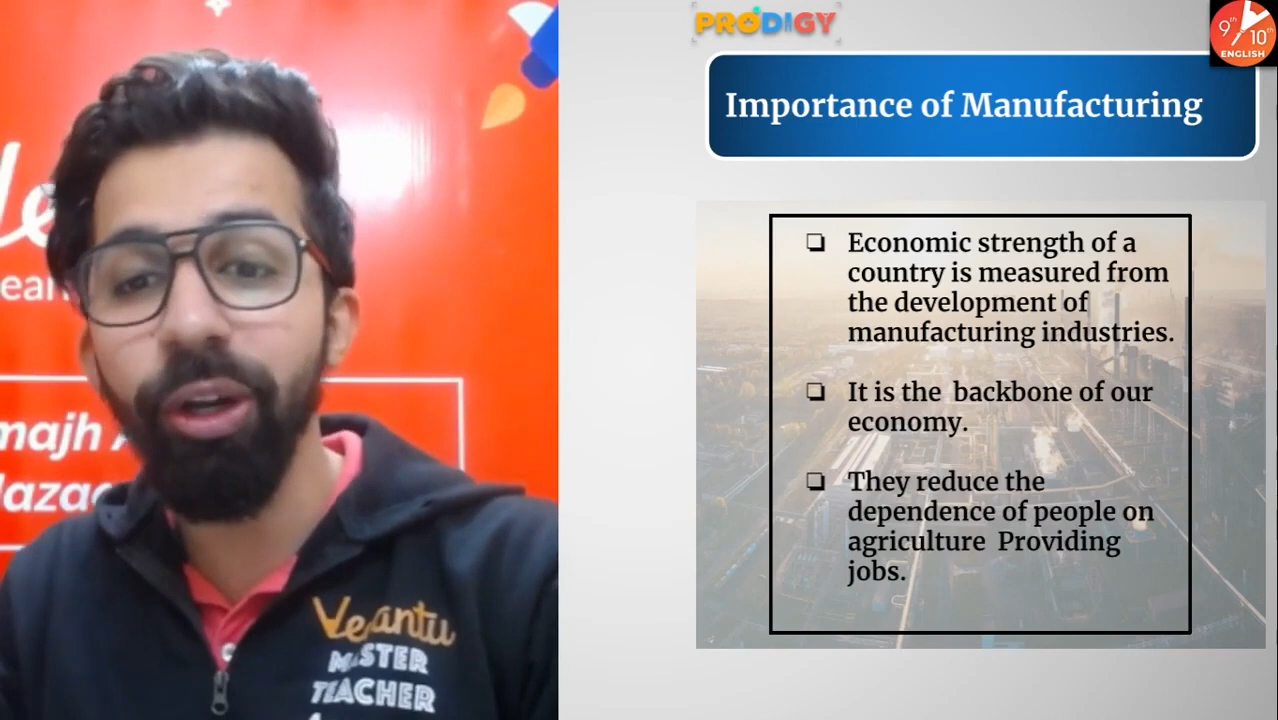 PRODIGY
9th 10th
ENGLISH
Importance of Manufacturing
❏ Economic strength of a
country is measured from
the development of
manufacturing industries.
❏ It is the backbone of our
economy.
❏ They reduce the
dependence of people on
agriculture Providing
jobs.
Vedantu
MASTER
TEACHER